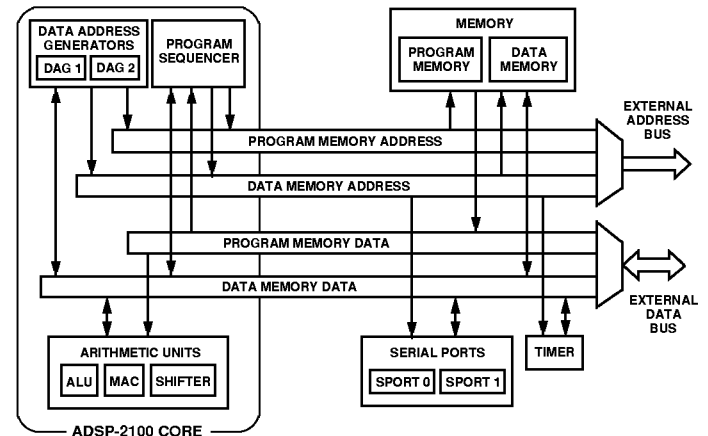 DATA ADDRESS
GENERATORS
DAG 1
DAG 2
PROGRAM
SEQUENCER
MEMORY
PROGRAM
MEMORY
DATA
MEMORY
EXTERNAL
ADDRESS
BUS
PROGRAM MEMORY ADDRESS
DATA MEMORY ADDRESS
PROGRAM MEMORY DATA
DATA MEMORY DATA
EXTERNAL
DATA
BUS
ARITHMETIC UNITS
ALU
MAC
SHIFTER
SERIAL PORTS
SPORT 0
SPORT 1
TIMER
ADSP-2100 CORE